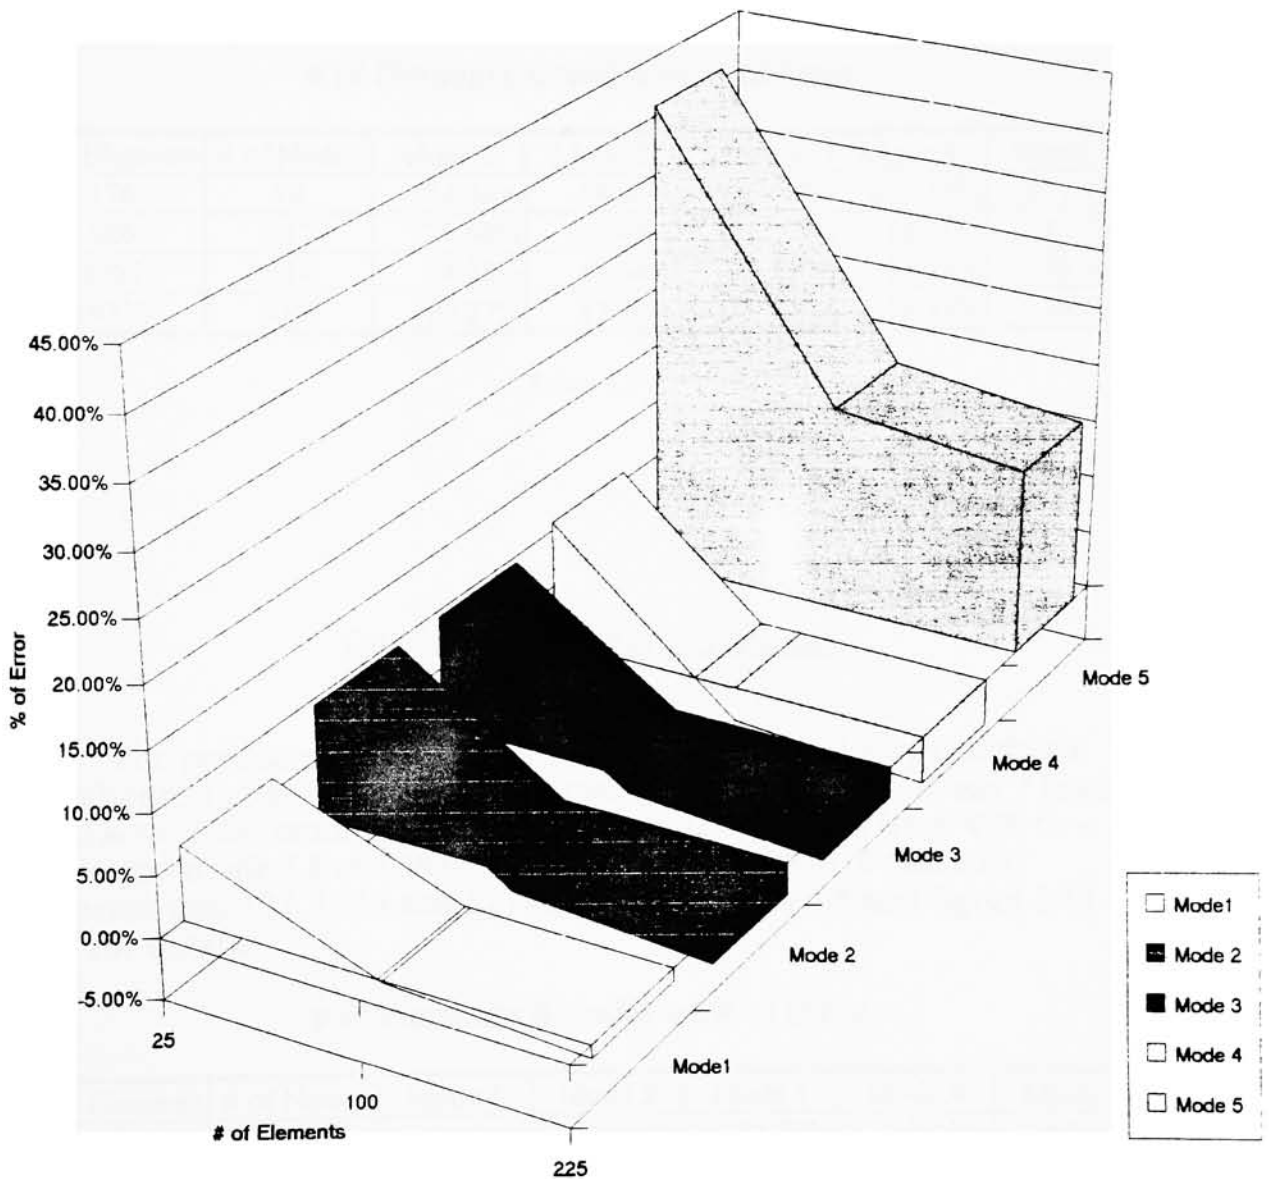 45.00%
40.00%
35.00%
30.00%
25.00%
20.00%
15.00%
10.00%
5.00%
0.00%
-5.00%
% of Error
25
100
225
# of Elements
Mode1
Mode 2
Mode 3
Mode 4
Mode 5
Mode1
Mode 2
Mode 3
Mode 4
Mode 5